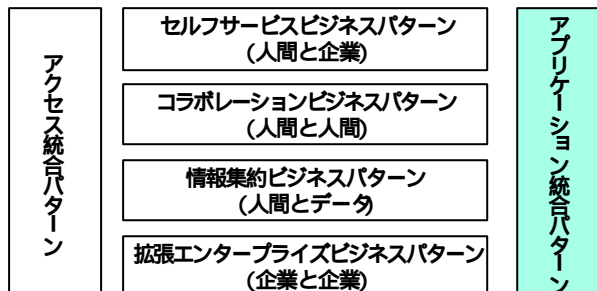 アクセス統合パターン
セルフサービスビジネスパターン
(人間と企業)
コラボレーションビジネスパターン
(人間と人間)
情報集約ビジネスパターン
(人間とデータ)
拡張エンタープライズビジネスパターン
(企業と企業)
アプリケーション統合パターン